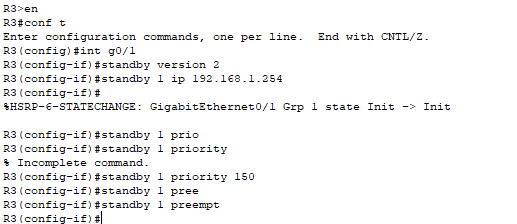 R3>en
R3#conf t
Enter configuration commands, one per line.  End with CNTL/Z.
R3(config)#int g0/1
R3(config-if)#standby version 2
R3(config-if)#standby 1 ip 192.168.1.254
R3(config-if)#
%HSRP-6-STATECHANGE: GigabitEthernet0/1 Grp 1 state Init -> Init

R3(config-if)#standby 1 prio
R3(config-if)#standby 1 priority
% Incomplete command.
R3(config-if)#standby 1 priority 150
R3(config-if)#standby 1 pree
R3(config-if)#standby 1 preempt
R3(config-if)#